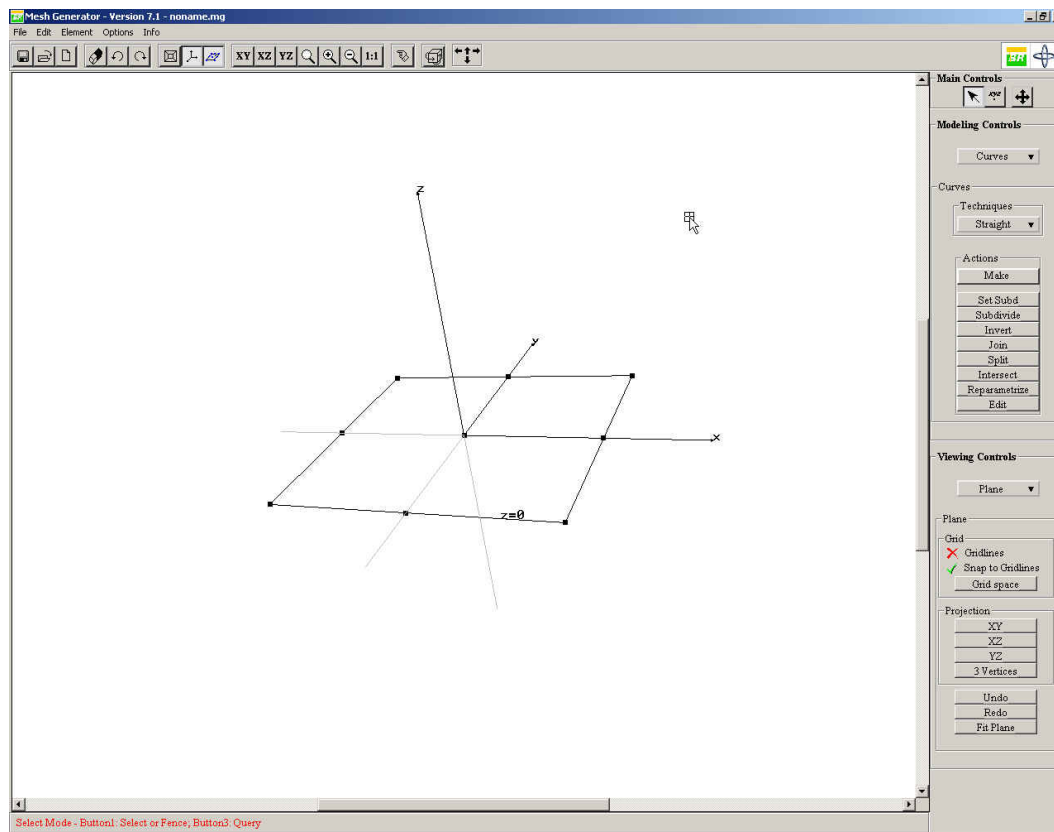 Mesh Generator - Version 7.1 - noname.mg
File Edit Element Options Info
XY XZ YZ 1:1
BR
Main Controls
xyz
Modeling Controls
Curves
Curves
Techniques
Straight
Actions
Make
Set Subd
Subdivide
Invert
Join
Split
Intersect
Reparametrize
Edit
Viewing Controls
Plane
Plane
Grid
Gridlines
Snap to Gridlines
Grid space
Projection
XY
XZ
YZ
3 Vertices
Undo
Redo
Fit Plane
z
y
x
z=0
Select Mode - Button1: Select or Fence; Button3: Query